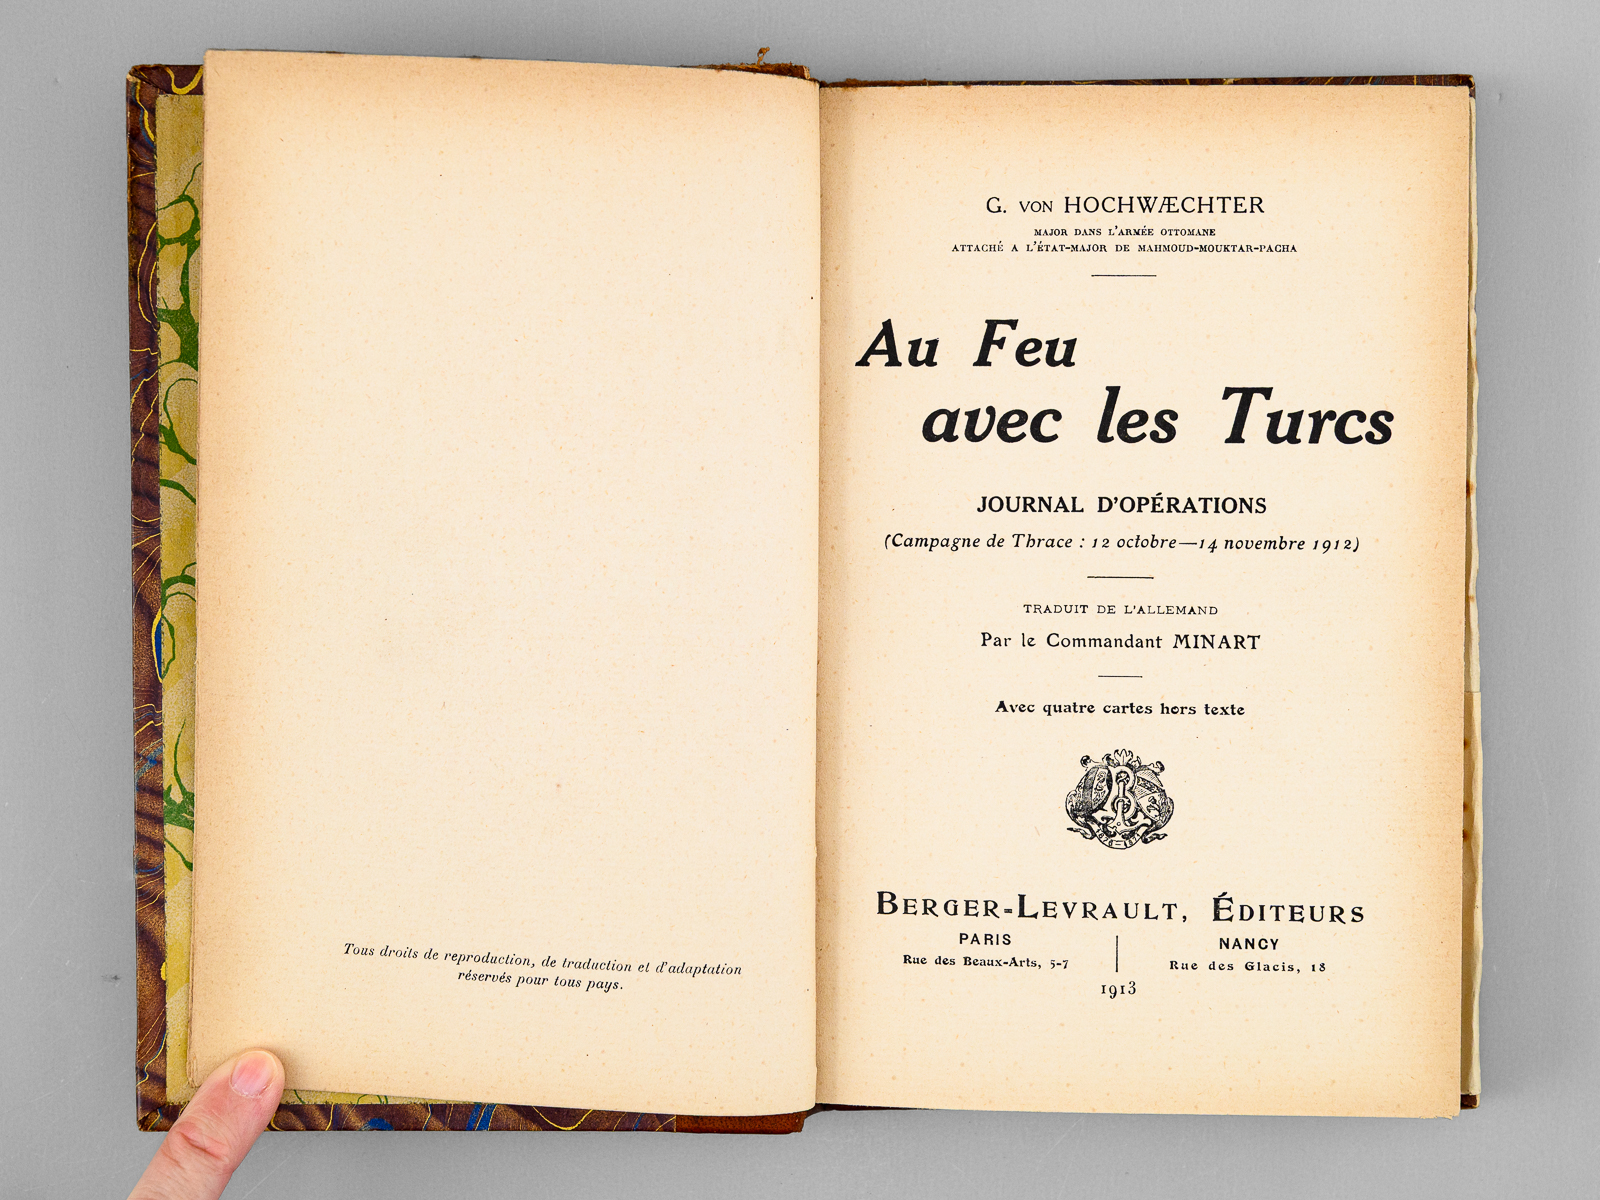 Tous droits de reproduction, de traduction et d'adaptation
réservés pour tous pays.
G. VON HOCHWÆCHTER
MAJOR DANS L'ARMÉE OTTOMANE
ATTACHÉ A L'ÉTAT-MAJOR DE MAHMOUD-MOUKTAR-PACHA
Au Feu
avec les Turcs
JOURNAL D'OPÉRATIONS
(Campagne de Thrace : 12 octobre—14 novembre 1912)
TRADUIT DE L'ALLEMAND
Par le Commandant MINART
Avec quatre cartes hors texte
BERGER-LEVRAULT, ÉDITEURS
PARIS
Rue des Beaux-Arts, 5-7
NANCY
Rue des Glacis, 18
1913